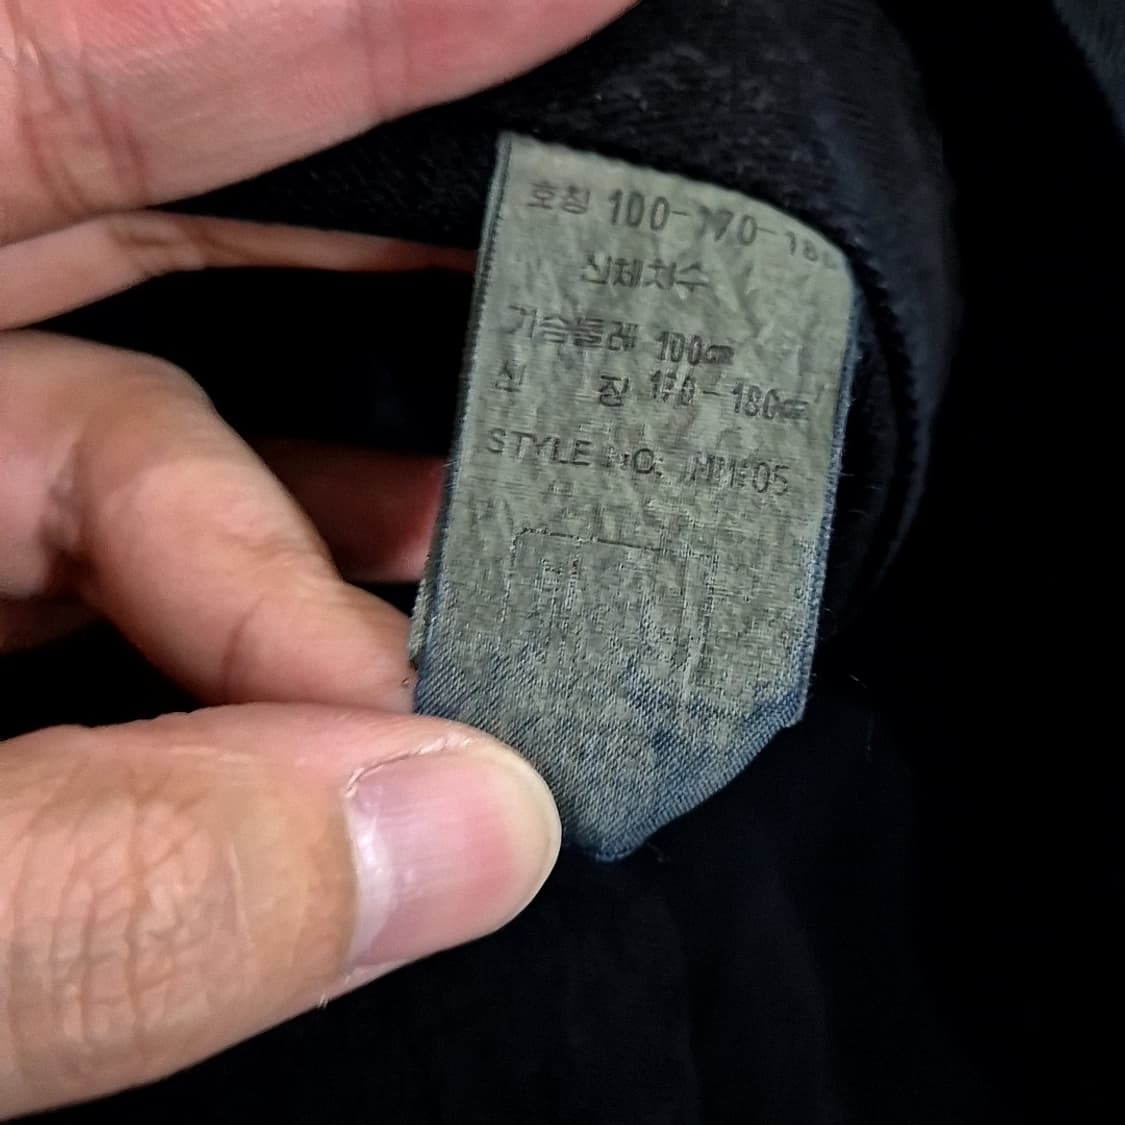 호칭 100-170-180
신체치수
가슴둘레 100cm
신 장 170-180cm
STYLE NO.